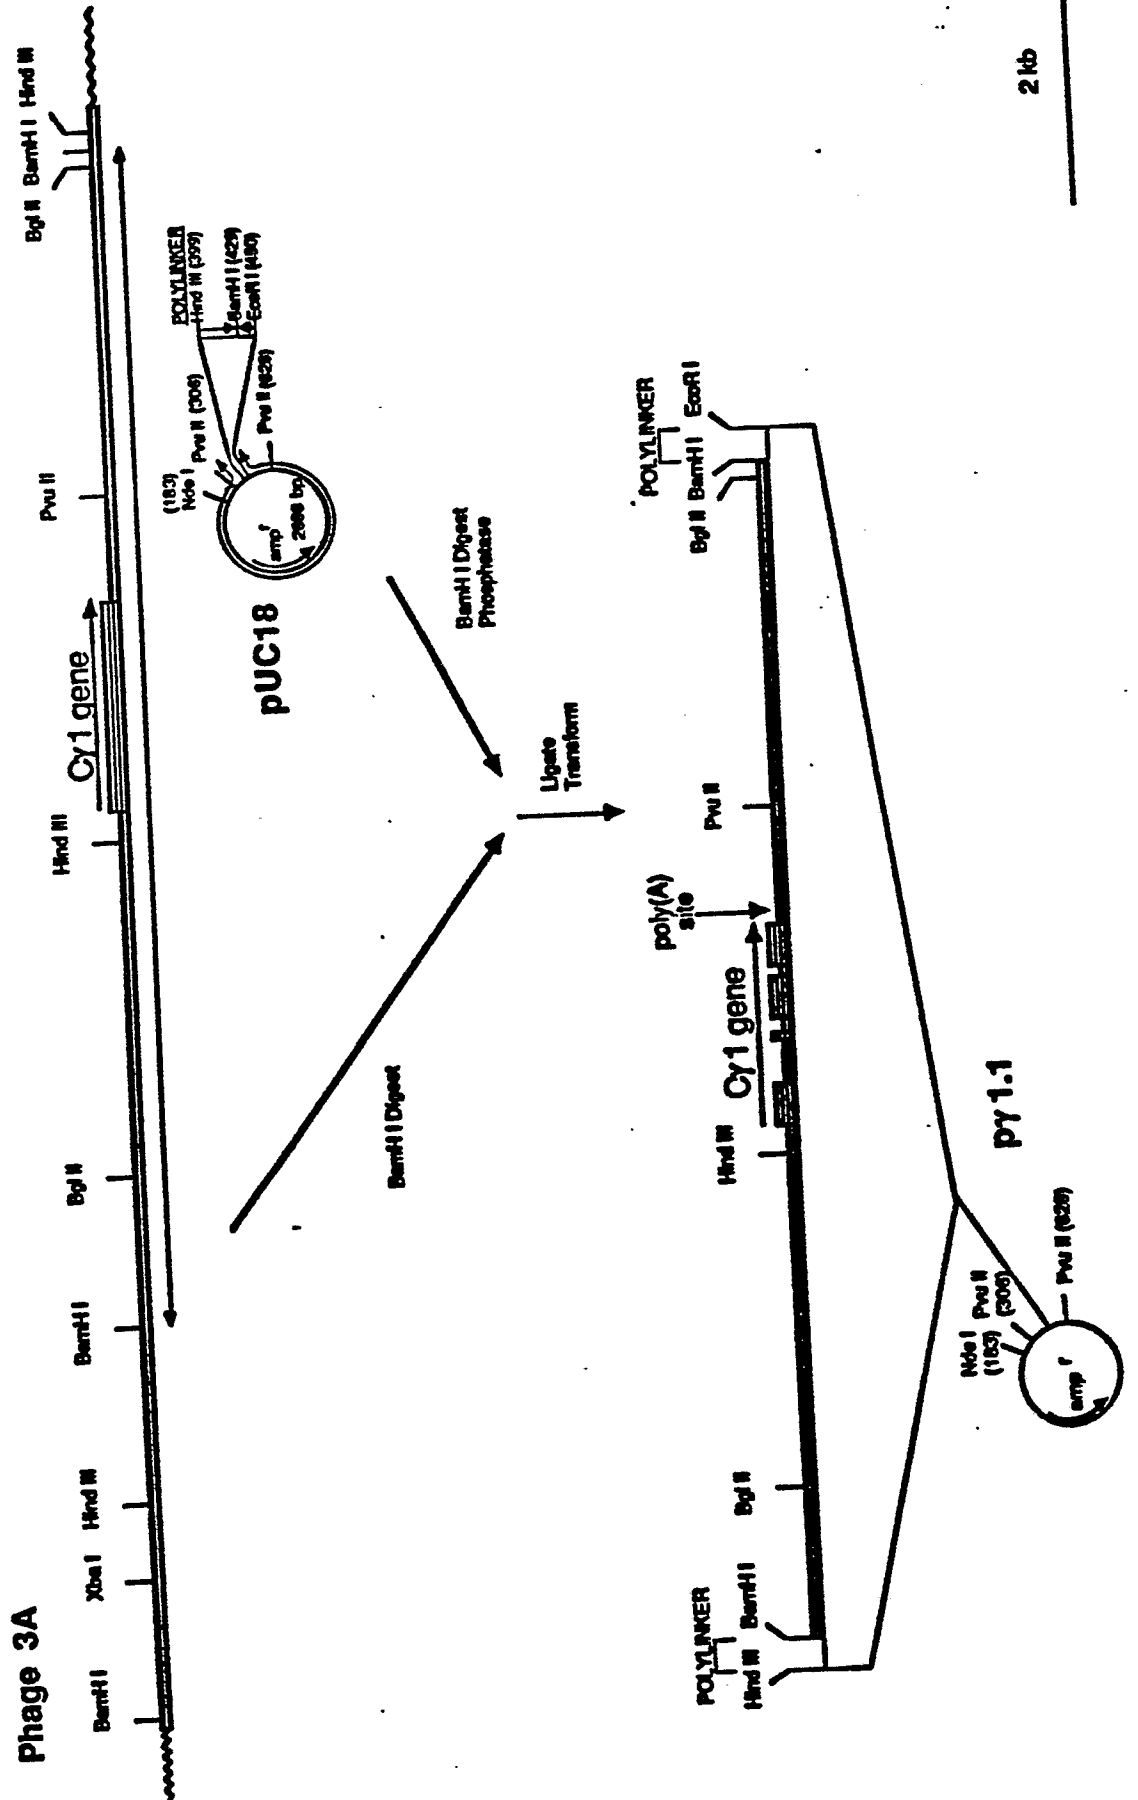 Phage 3A
BamH I
Xba I
Hind III
BamH I
Bgl II
Hind III
Cγ1 gene
Pvu II
Bgl II
BamH I
Hind III
pUC18
(183)
Nde I
Pvu II (306)
POLYLINKER
Hind III (399)
BamH I (429)
EcoR I (450)
Pvu II (628)
amp r
2686 bp
BamH I Digest
BamH I Digest
Phosphatase
Ligate
Transform
POLYLINKER
Hind III
BamH I
Bgl II
Hind III
Cγ1 gene
poly(A)
site
Pvu II
POLYLINKER
Bgl II
BamH I
EcoR I
Nde I
(183)
Pvu II
(306)
Pvu II (628)
amp r
pγ1.1
2 kb